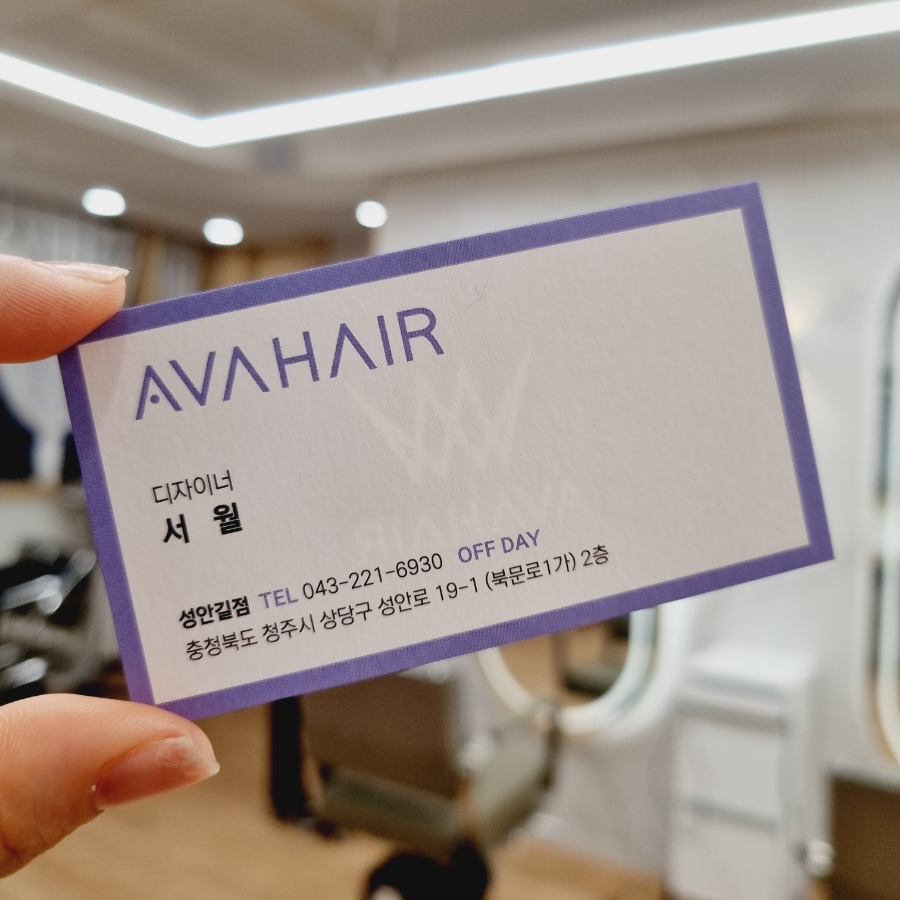 AVAHAIR
디자이너
서 월
성안길점 TEL 043-221-6930 OFF DAY
충청북도 청주시 상당구 성안로 19-1 (북문로1가) 2층